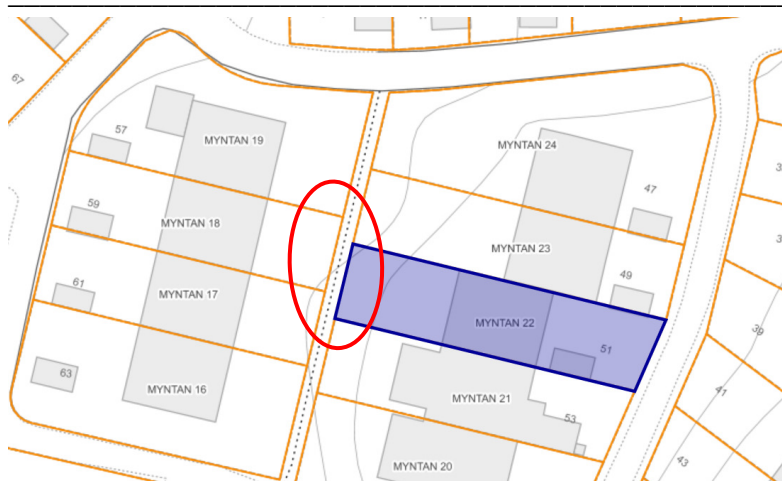 67
57
MYNTAN 19
MYNTAN 24
59
MYNTAN 18
47
61
MYNTAN 17
MYNTAN 23
49
MYNTAN 22
51
39
63
MYNTAN 16
MYNTAN 21
53
41
MYNTAN 20
43